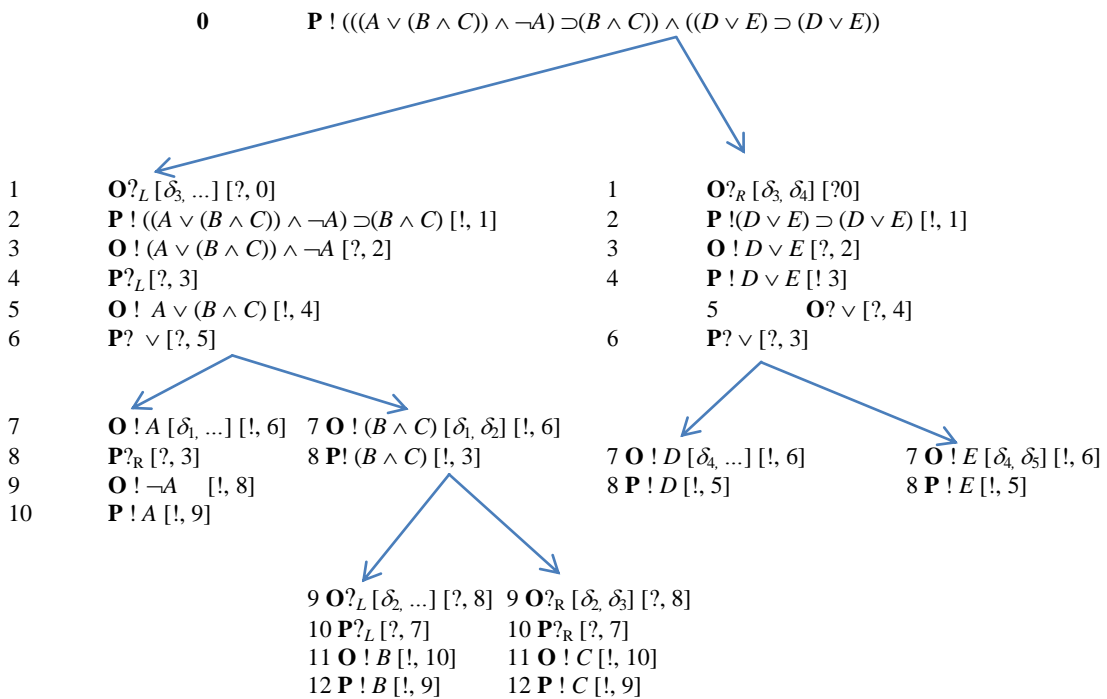 0 P ! (((A ∨ (B ∧ C)) ∧ ¬A) ⊃(B ∧ C)) ∧ ((D ∨ E) ⊃ (D ∨ E))
1 O?L [δ3, ...] [?, 0]
2 P ! ((A ∨ (B ∧ C)) ∧ ¬A) ⊃(B ∧ C) [!, 1]
3 O ! (A ∨ (B ∧ C)) ∧ ¬A [?, 2]
4 P?L [?, 3]
5 O ! A ∨ (B ∧ C) [!, 4]
6 P? ∨ [?, 5]
7 O ! A [δ1, ...] [!, 6]
8 P?R [?, 3]
9 O ! ¬A [!, 8]
10 P ! A [!, 9]
7 O ! (B ∧ C) [δ1, δ2] [!, 6]
8 P! (B ∧ C) [!, 3]
9 O?L [δ2, ...] [?, 8]
10 P?L [?, 7]
11 O ! B [!, 10]
12 P ! B [!, 9]
9 O?R [δ2, δ3] [?, 8]
10 P?R [?, 7]
11 O ! C [!, 10]
12 P ! C [!, 9]
1 O?R [δ3, δ4] [?0]
2 P !(D ∨ E) ⊃ (D ∨ E) [!, 1]
3 O ! D ∨ E [?, 2]
4 P ! D ∨ E [! 3]
5 O? ∨ [?, 4]
6 P? ∨ [?, 3]
7 O ! D [δ4, ...] [!, 6]
8 P ! D [!, 5]
7 O ! E [δ4, δ5] [!, 6]
8 P ! E [!, 5]